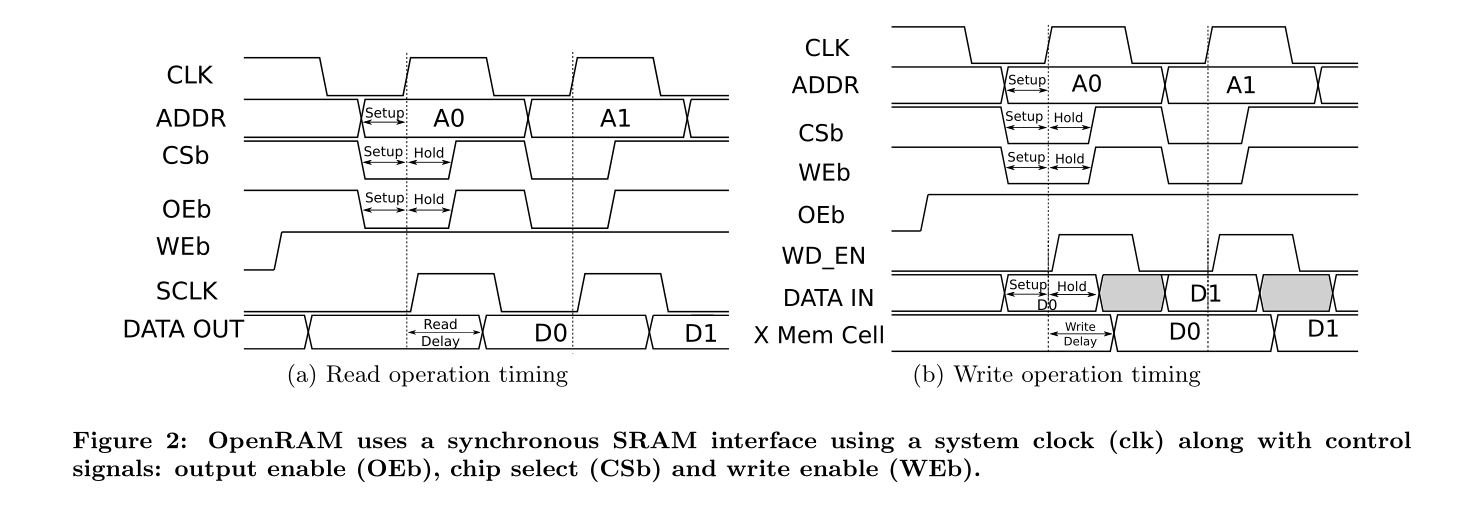 CLK
ADDR
Setup
A0
A1
CSb
Setup
Hold
OEb
Setup
Hold
WEb
SCLK
DATA OUT
Read
Delay
D0
D1
(a) Read operation timing
CLK
ADDR
Setup
A0
A1
CSb
Setup
Hold
WEb
Setup
Hold
OEb
WD_EN
DATA IN
Setup
Hold
D0
D1
X Mem Cell
Write
Delay
D0
D1
(b) Write operation timing
Figure 2: OpenRAM uses a synchronous SRAM interface using a system clock (clk) along with control
signals: output enable (OEb), chip select (CSb) and write enable (WEb).